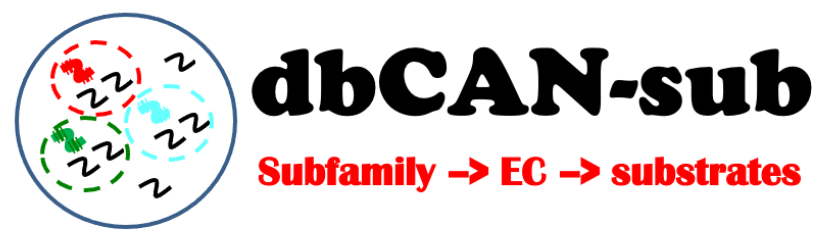 dbCAN-sub
Subfamily –> EC –> substrates